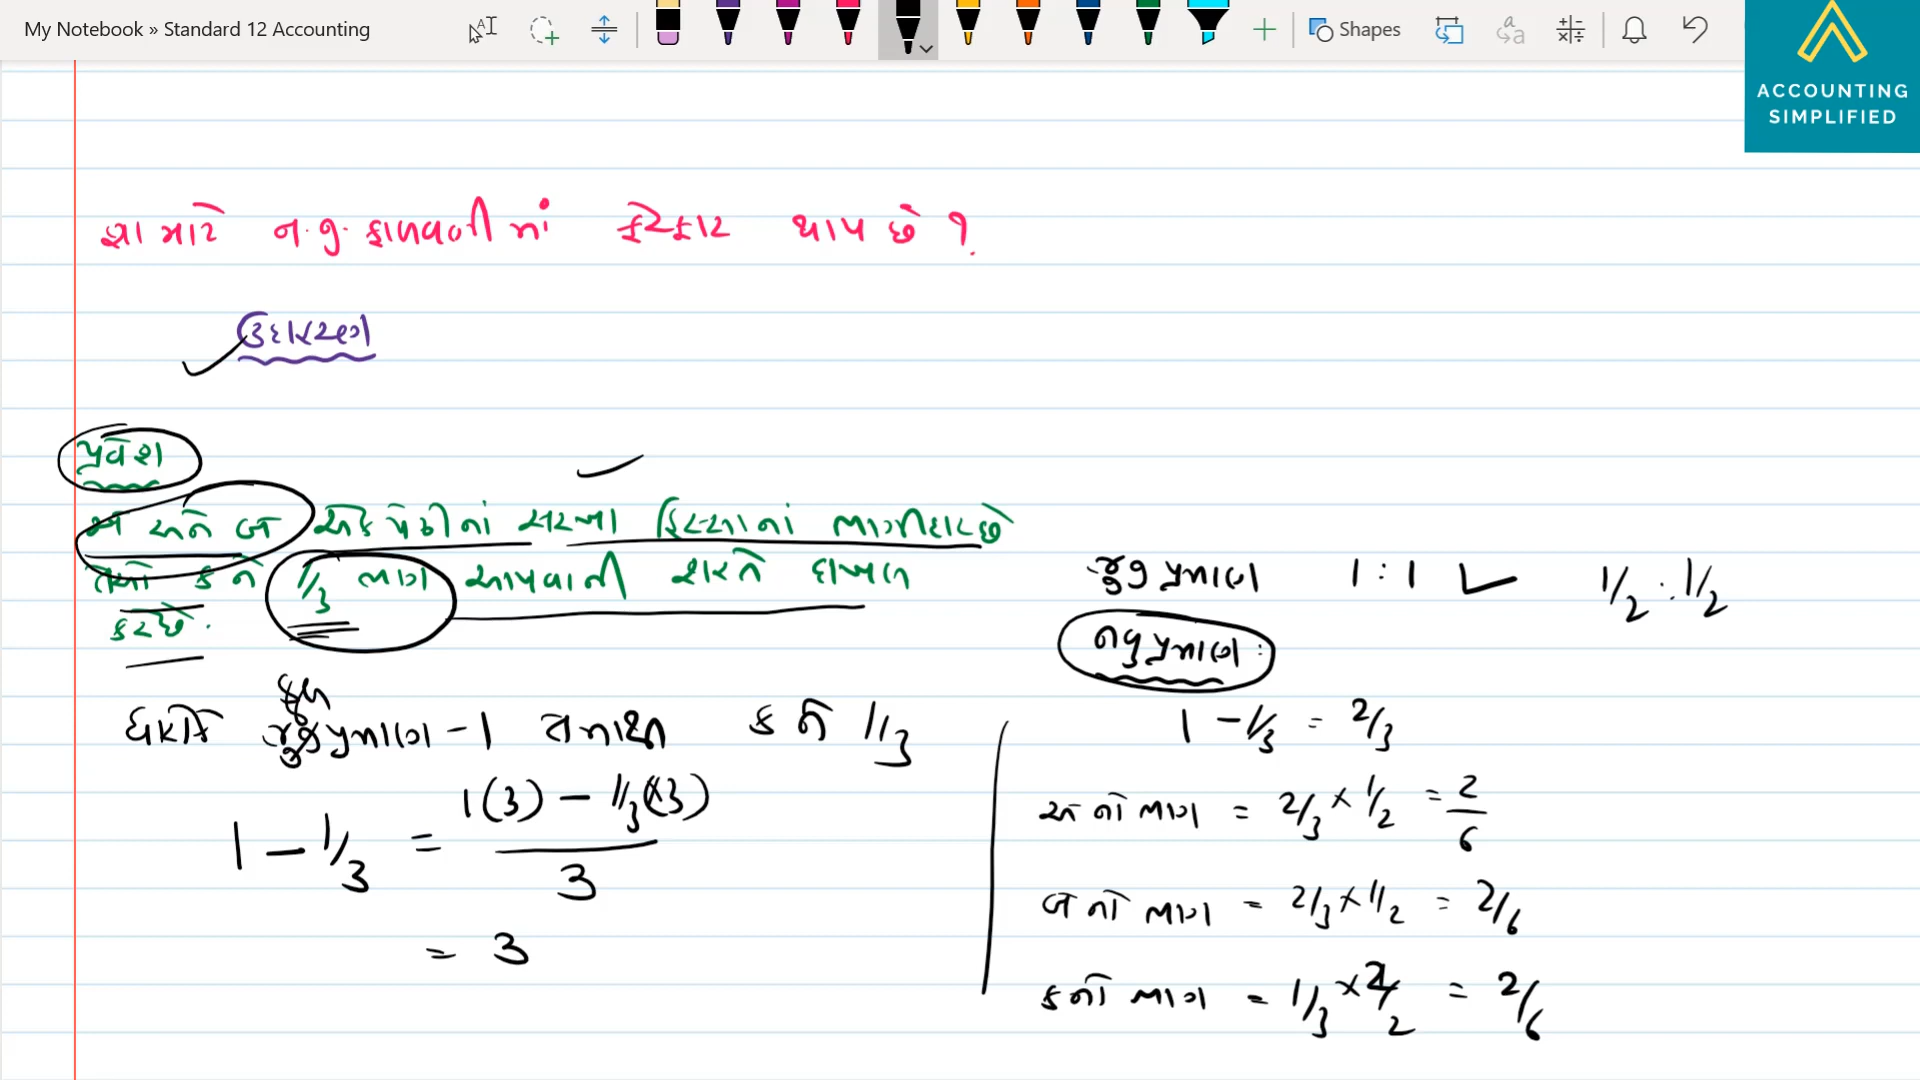 My Notebook » Standard 12 Accounting
Shapes
ACCOUNTING
SIMPLIFIED
શા માટે ન.નુ. ફાળવણી માં ફેરફાર થાય છે ?
ઉદાહરણ
પ્રવેશ
અ અને બ એક પેઢીનાં સરખા હિસ્સાનાં ભાગીદાર છે
તેઓ ક ને 1/3 ભાગ આપવાની શરતે દાખલ
કરે છે.
જુનુ પ્રમાણ 1 : 1 1/2 : 1/2
નવુ પ્રમાણ :
ધારોકે કુલ પ્રમાણ - 1 તેમાથી ક ને 1/3
1 - 1/3 = 1(3) - 1/3(×3)
3
= 3
1 - 1/3 = 2/3
અ નો ભાગ = 2/3 × 1/2 = 2/6
બ નો ભાગ = 2/3 × 1/2 = 2/6
ક નો ભાગ = 1/3 × 2/2 = 2/6